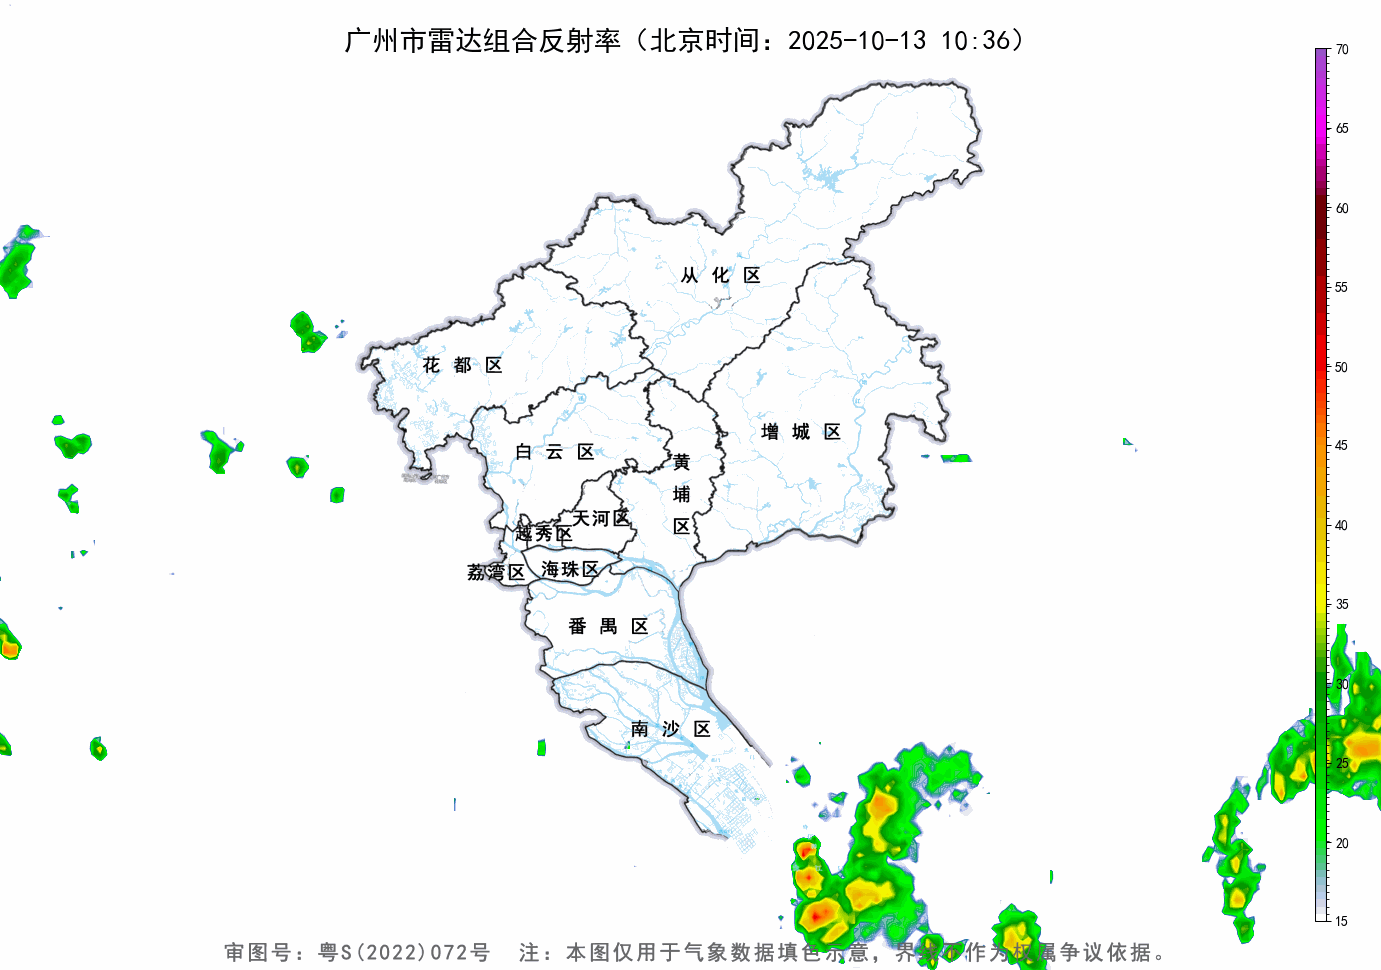 广州市雷达组合反射率（北京时间：2025-10-13 10:36）
70
65
60
55
50
45
40
35
30
25
20
15
从化区
花都区
增城区
白云区
黄埔区
天河区
越秀区
荔湾区
海珠区
番禺区
南沙区
审图号：粤S(2022)072号 注：本图仅用于气象数据填色示意，界线不作为权属争议依据。